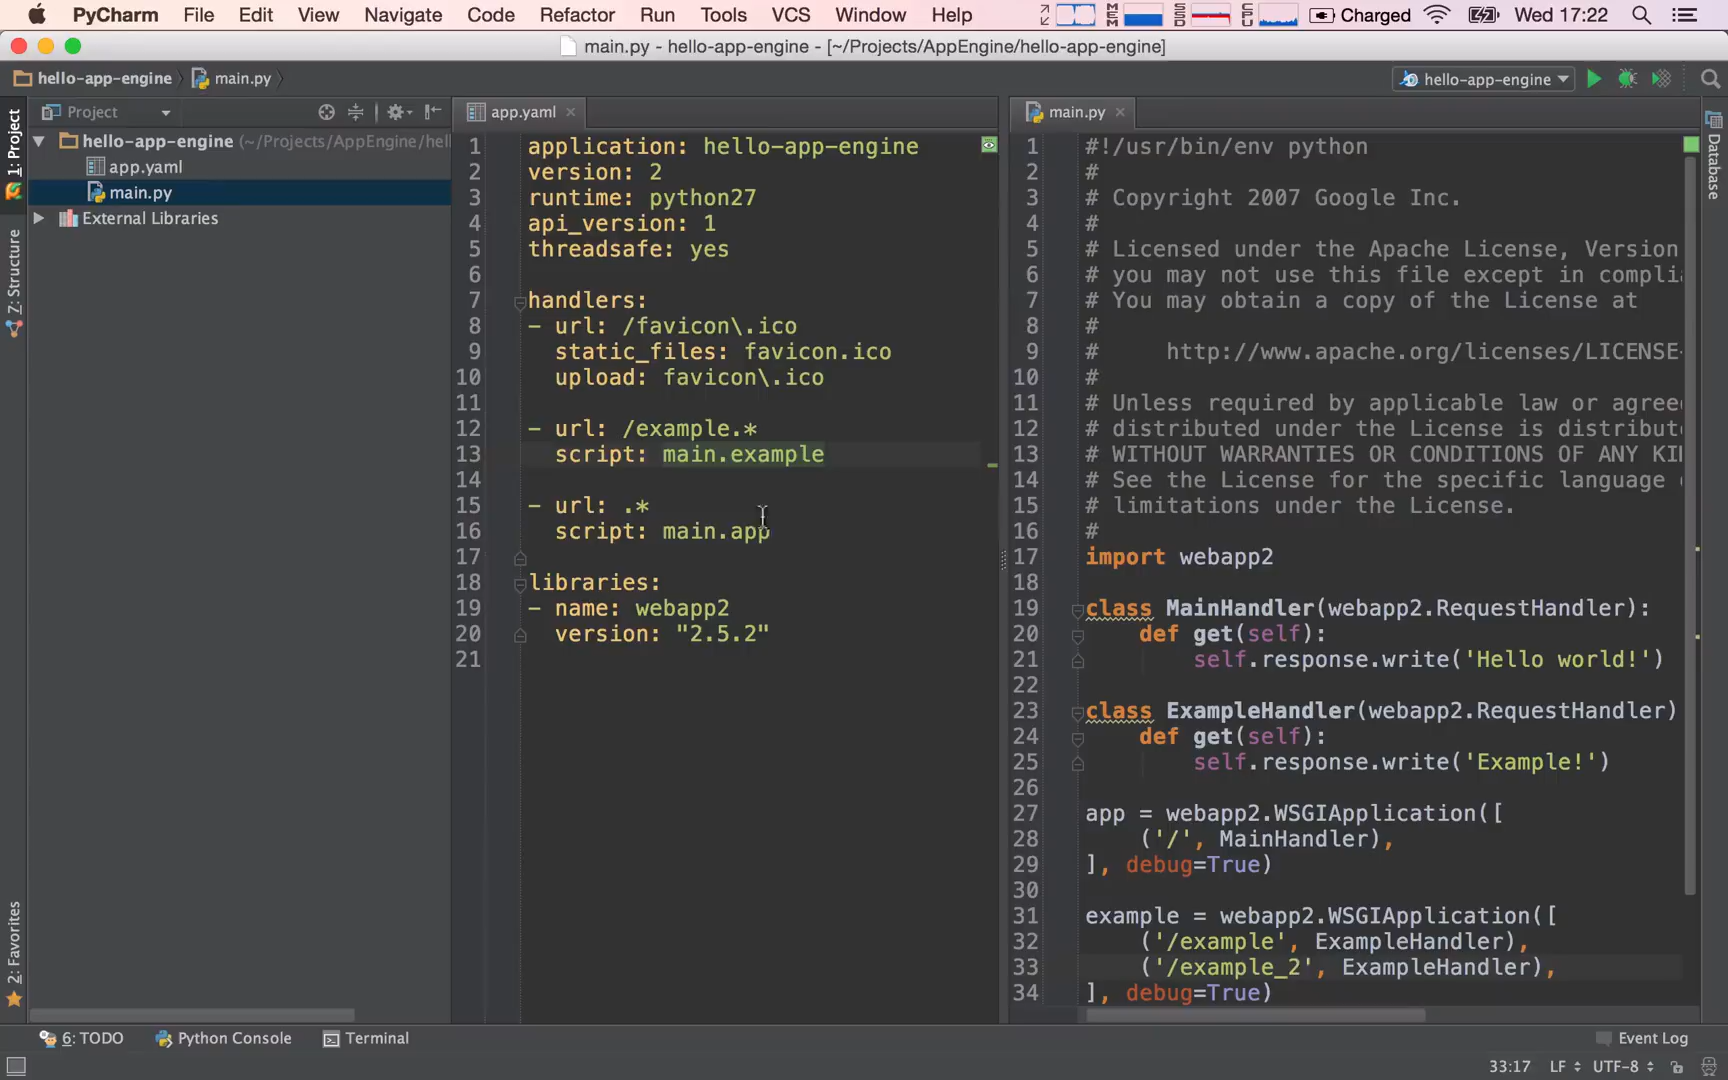 PyCharm File Edit View Navigate Code Refactor Run Tools VCS Window Help MEM SSD CPU Charged Wed 17:22
main.py - hello-app-engine - [~/Projects/AppEngine/hello-app-engine]
hello-app-engine main.py hello-app-engine
1: Project
Z: Structure
2: Favorites
Project
hello-app-engine (~/Projects/AppEngine/hell
app.yaml
main.py
External Libraries
app.yaml
1 application: hello-app-engine
2 version: 2
3 runtime: python27
4 api_version: 1
5 threadsafe: yes
6
7 handlers:
8 - url: /favicon\.ico
9 static_files: favicon.ico
10 upload: favicon\.ico
11
12 - url: /example.*
13 script: main.example
14
15 - url: .*
16 script: main.app
17
18 libraries:
19 - name: webapp2
20 version: "2.5.2"
21
main.py
1 #!/usr/bin/env python
2 #
3 # Copyright 2007 Google Inc.
4 #
5 # Licensed under the Apache License, Version
6 # you may not use this file except in complia
7 # You may obtain a copy of the License at
8 #
9 # http://www.apache.org/licenses/LICENSE-
10 #
11 # Unless required by applicable law or agree
12 # distributed under the License is distribut
13 # WITHOUT WARRANTIES OR CONDITIONS OF ANY KI
14 # See the License for the specific language
15 # limitations under the License.
16 #
17 import webapp2
18
19 class MainHandler(webapp2.RequestHandler):
20 def get(self):
21 self.response.write('Hello world!')
22
23 class ExampleHandler(webapp2.RequestHandler)
24 def get(self):
25 self.response.write('Example!')
26
27 app = webapp2.WSGIApplication([
28 ('/', MainHandler),
29 ], debug=True)
30
31 example = webapp2.WSGIApplication([
32 ('/example', ExampleHandler),
33 ('/example_2', ExampleHandler),
34 ], debug=True)
Database
6: TODO Python Console Terminal Event Log
33:17 LF UTF-8